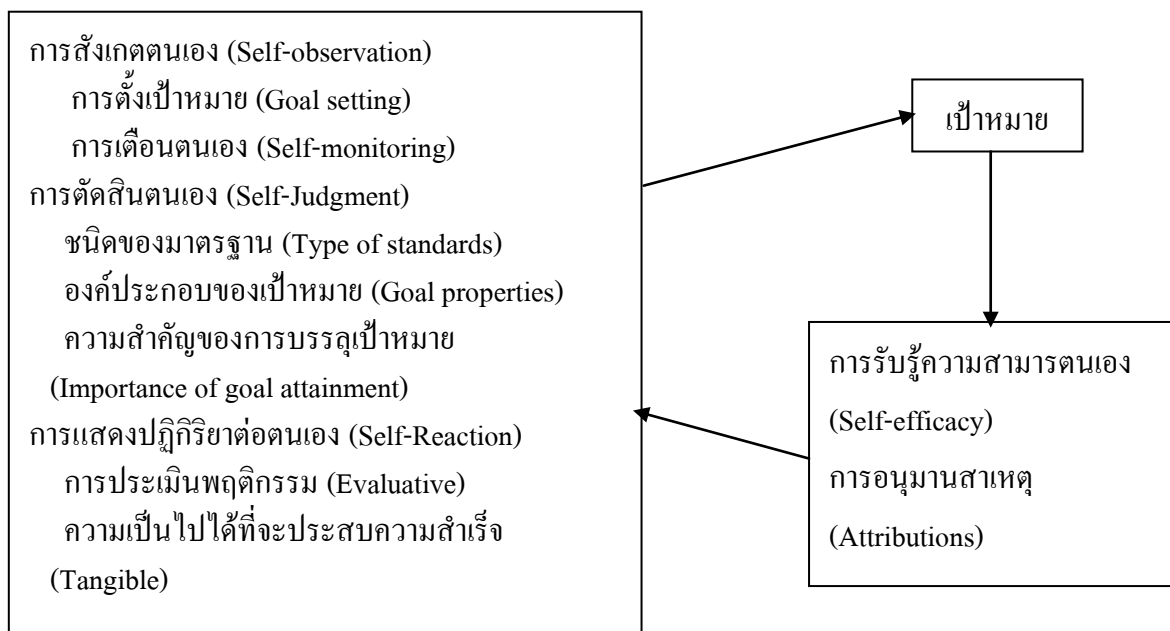 การสังเกตตนเอง (Self-observation)
การตั้งเป้าหมาย (Goal setting)
การเตือนตนเอง (Self-monitoring)
การตัดสินตนเอง (Self-Judgment)
ชนิดของมาตรฐาน (Type of standards)
องค์ประกอบของเป้าหมาย (Goal properties)
ความสำคัญของการบรรลุเป้าหมาย
(Importance of goal attainment)
การแสดงปฏิกิริยาต่อตนเอง (Self-Reaction)
การประเมินพฤติกรรม (Evaluative)
ความเป็นไปได้ที่จะประสบความสำเร็จ
(Tangible)
เป้าหมาย
การรับรู้ความสามารตนเอง
(Self-efficacy)
การอนุมานสาเหตุ
(Attributions)